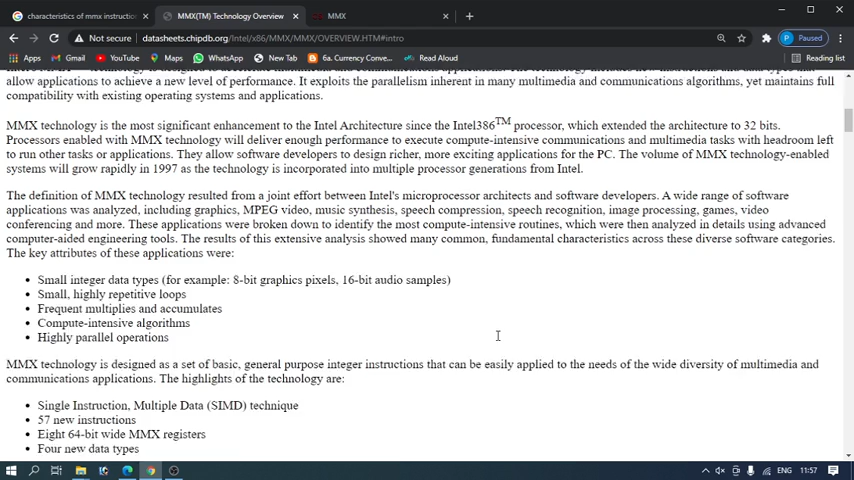 characteristics of mmx instruction
MMX(TM) Technology Overview
MMX
Not secure
datasheets.chipdb.org/Intel/x86/MMX/MMX/OVERVIEW.HTM#intro
P Paused
Apps
Gmail
YouTube
Maps
WhatsApp
New Tab
6a. Currency Conve...
Read Aloud
Reading list
allow applications to achieve a new level of performance. It exploits the parallelism inherent in many multimedia and communications algorithms, yet maintains full
compatibility with existing operating systems and applications.
MMX technology is the most significant enhancement to the Intel Architecture since the Intel386TM processor, which extended the architecture to 32 bits.
Processors enabled with MMX technology will deliver enough performance to execute compute-intensive communications and multimedia tasks with headroom left
to run other tasks or applications. They allow software developers to design richer, more exciting applications for the PC. The volume of MMX technology-enabled
systems will grow rapidly in 1997 as the technology is incorporated into multiple processor generations from Intel.
The definition of MMX technology resulted from a joint effort between Intel's microprocessor architects and software developers. A wide range of software
applications was analyzed, including graphics, MPEG video, music synthesis, speech compression, speech recognition, image processing, games, video
conferencing and more. These applications were broken down to identify the most compute-intensive routines, which were then analyzed in details using advanced
computer-aided engineering tools. The results of this extensive analysis showed many common, fundamental characteristics across these diverse software categories.
The key attributes of these applications were:
• Small integer data types (for example: 8-bit graphics pixels, 16-bit audio samples)
• Small, highly repetitive loops
• Frequent multiplies and accumulates
• Compute-intensive algorithms
• Highly parallel operations
MMX technology is designed as a set of basic, general purpose integer instructions that can be easily applied to the needs of the wide diversity of multimedia and
communications applications. The highlights of the technology are:
• Single Instruction, Multiple Data (SIMD) technique
• 57 new instructions
• Eight 64-bit wide MMX registers
• Four new data types
ENG
11:57